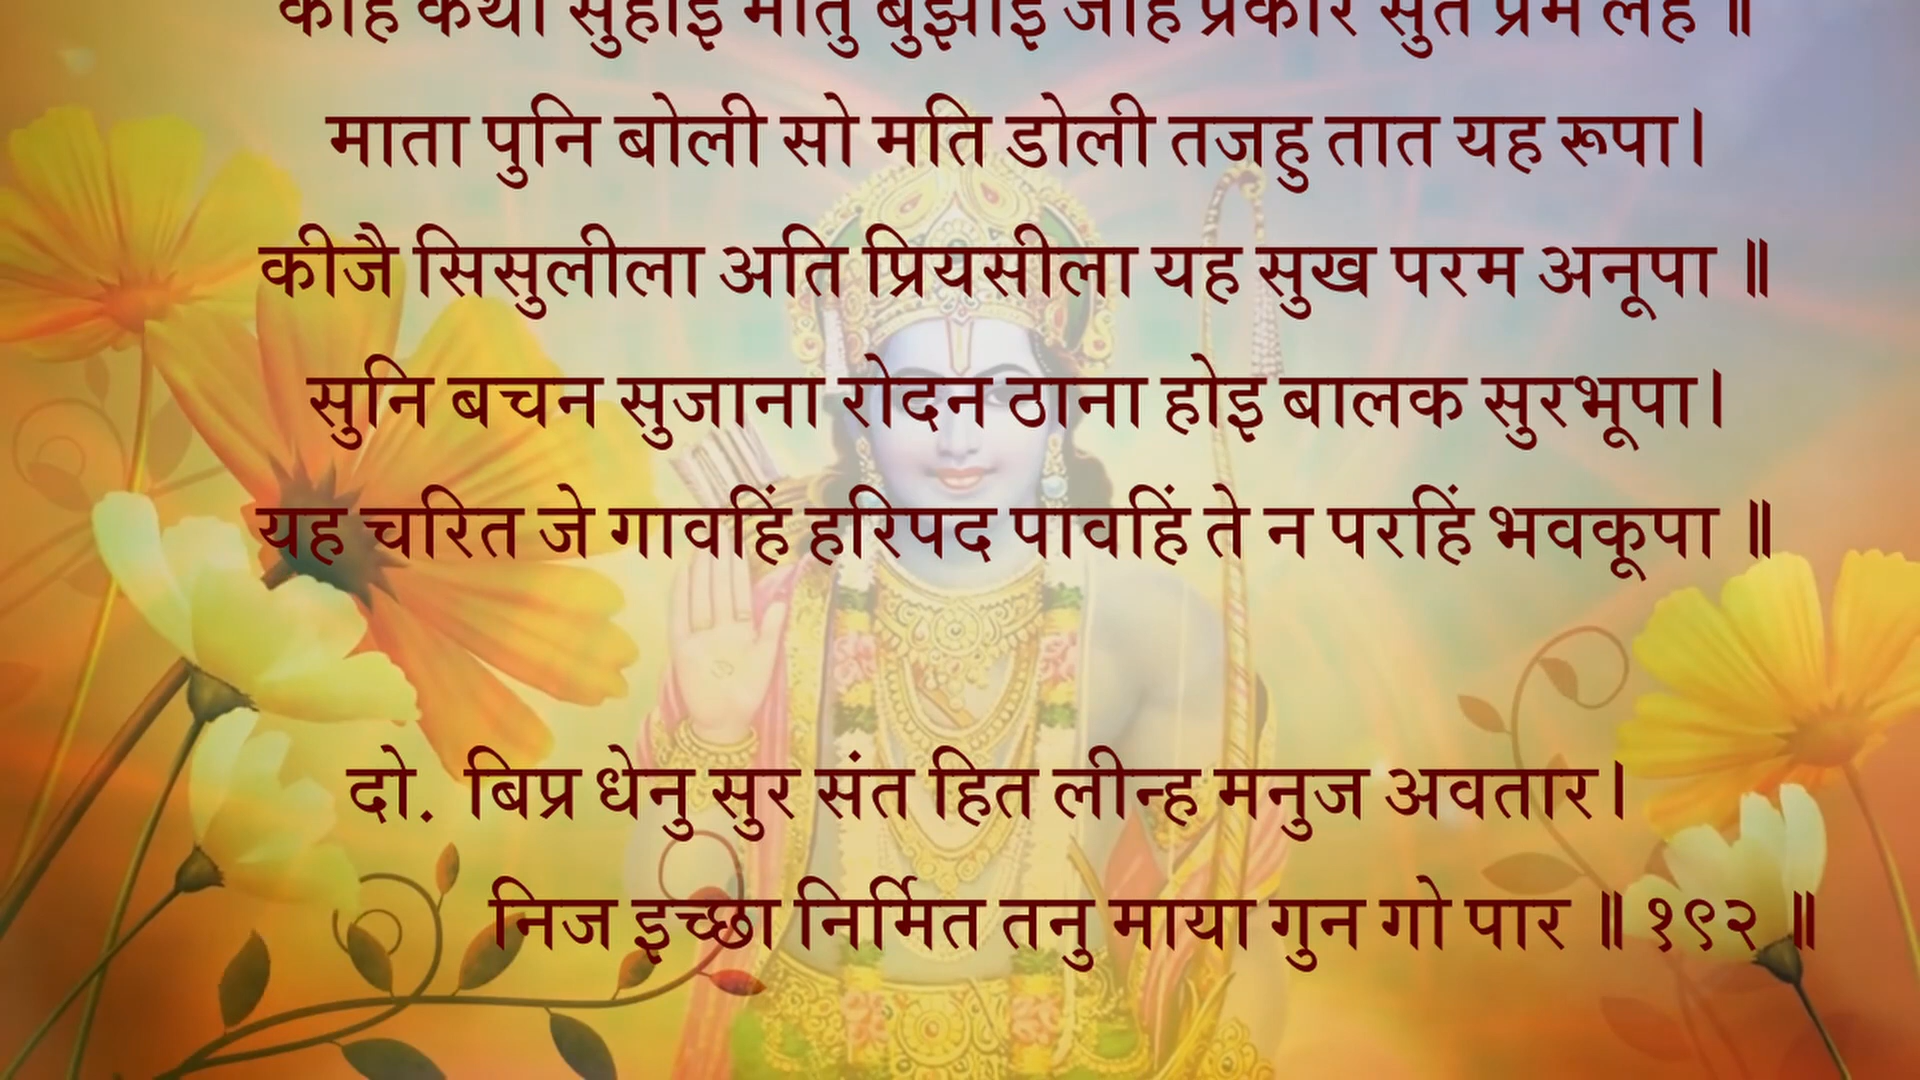 कहि कथा सुहाई मातु बुझाई जेहि प्रकार सुत प्रेम लहै ॥
माता पुनि बोली सो मति डोली तजहु तात यह रूपा।
कीजै सिसुलीला अति प्रियसीला यह सुख परम अनूपा ॥
सुनि बचन सुजाना रोदन ठाना होइ बालक सुरभूपा।
यह चरित जे गावहिं हरिपद पावहिं ते न परहिं भवकूपा ॥
दो. बिप्र धेनु सुर संत हित लीन्ह मनुज अवतार।
निज इच्छा निर्मित तनु माया गुन गो पार ॥ १९२ ॥